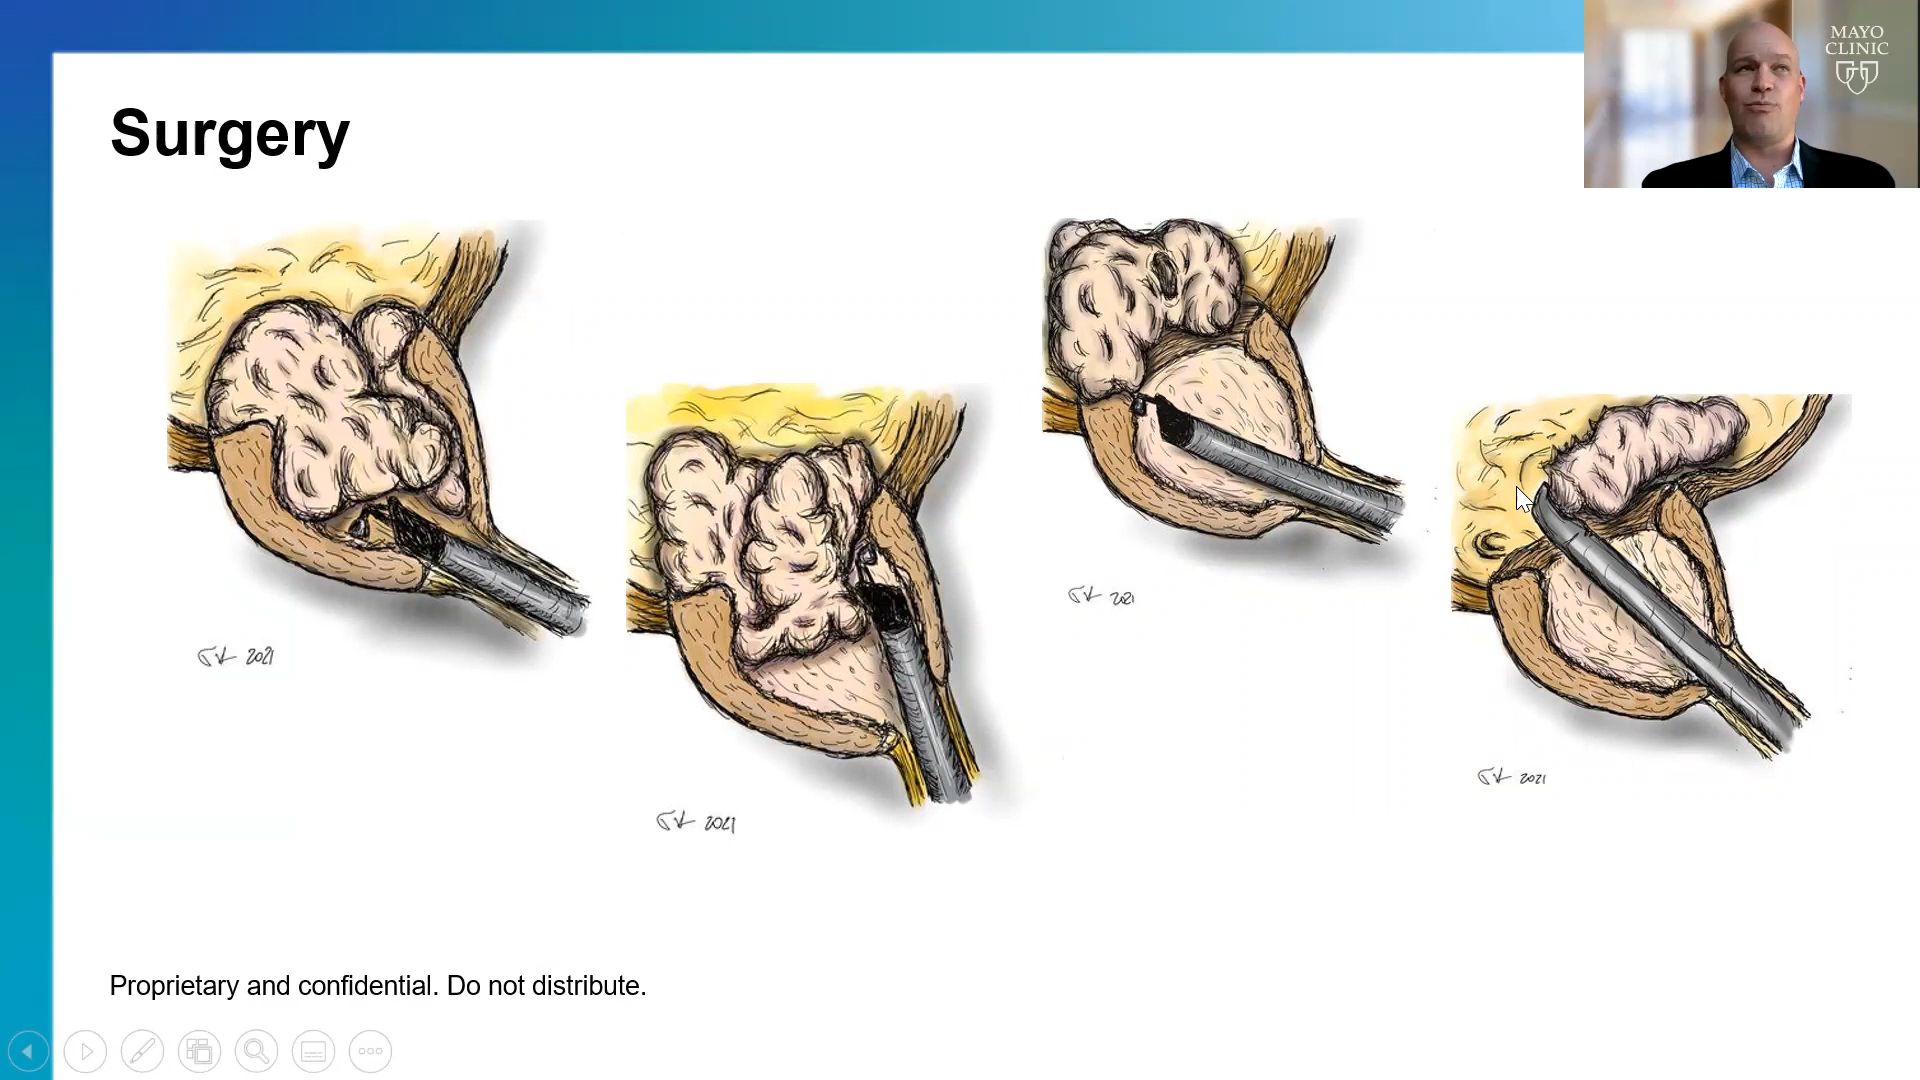 MAYO
CLINIC
Surgery
2021
2021
2021
2021
Proprietary and confidential. Do not distribute.